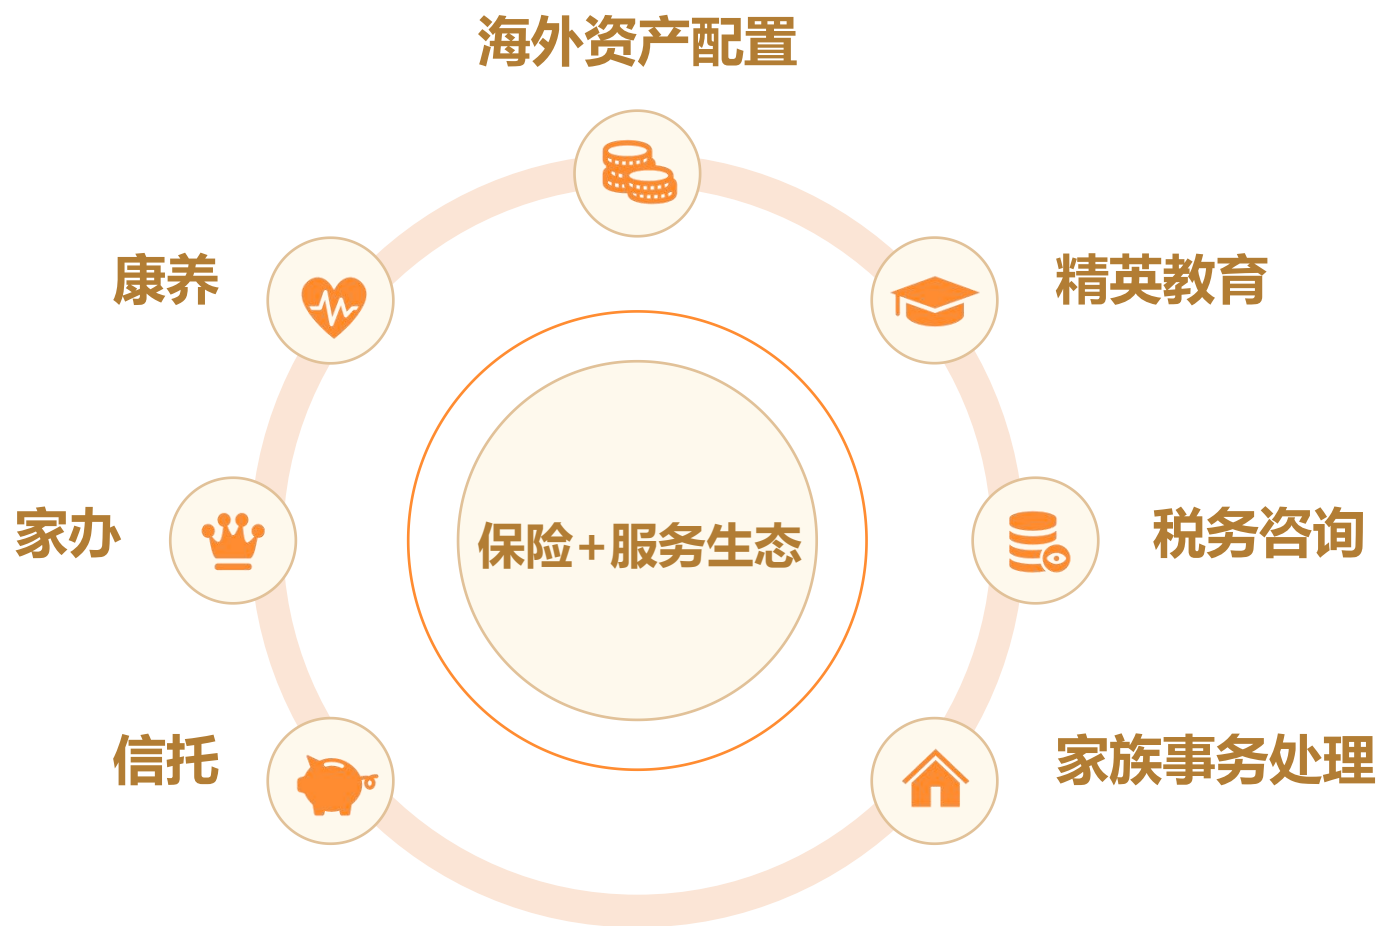 海外资产配置
康养
精英教育
家办
保险+服务生态
税务咨询
信托
家族事务处理